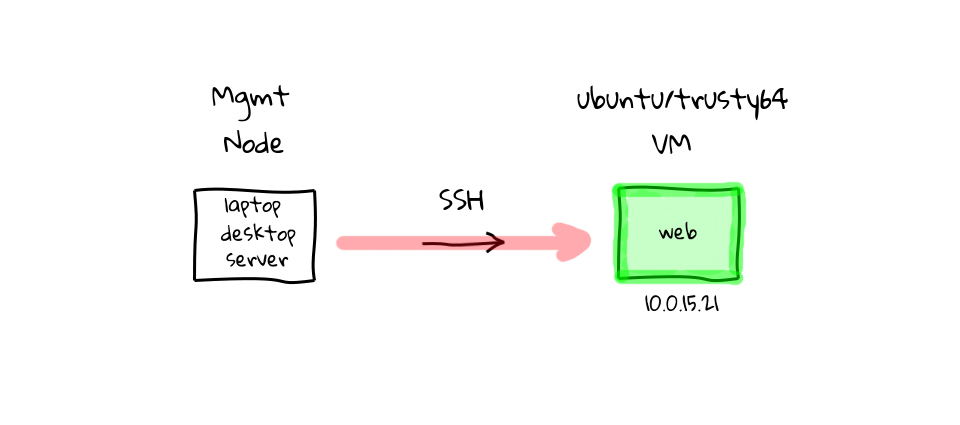 Mgmt
Node
laptop
desktop
server
SSH
ubuntu/trusty64
VM
web
10.0.15.21